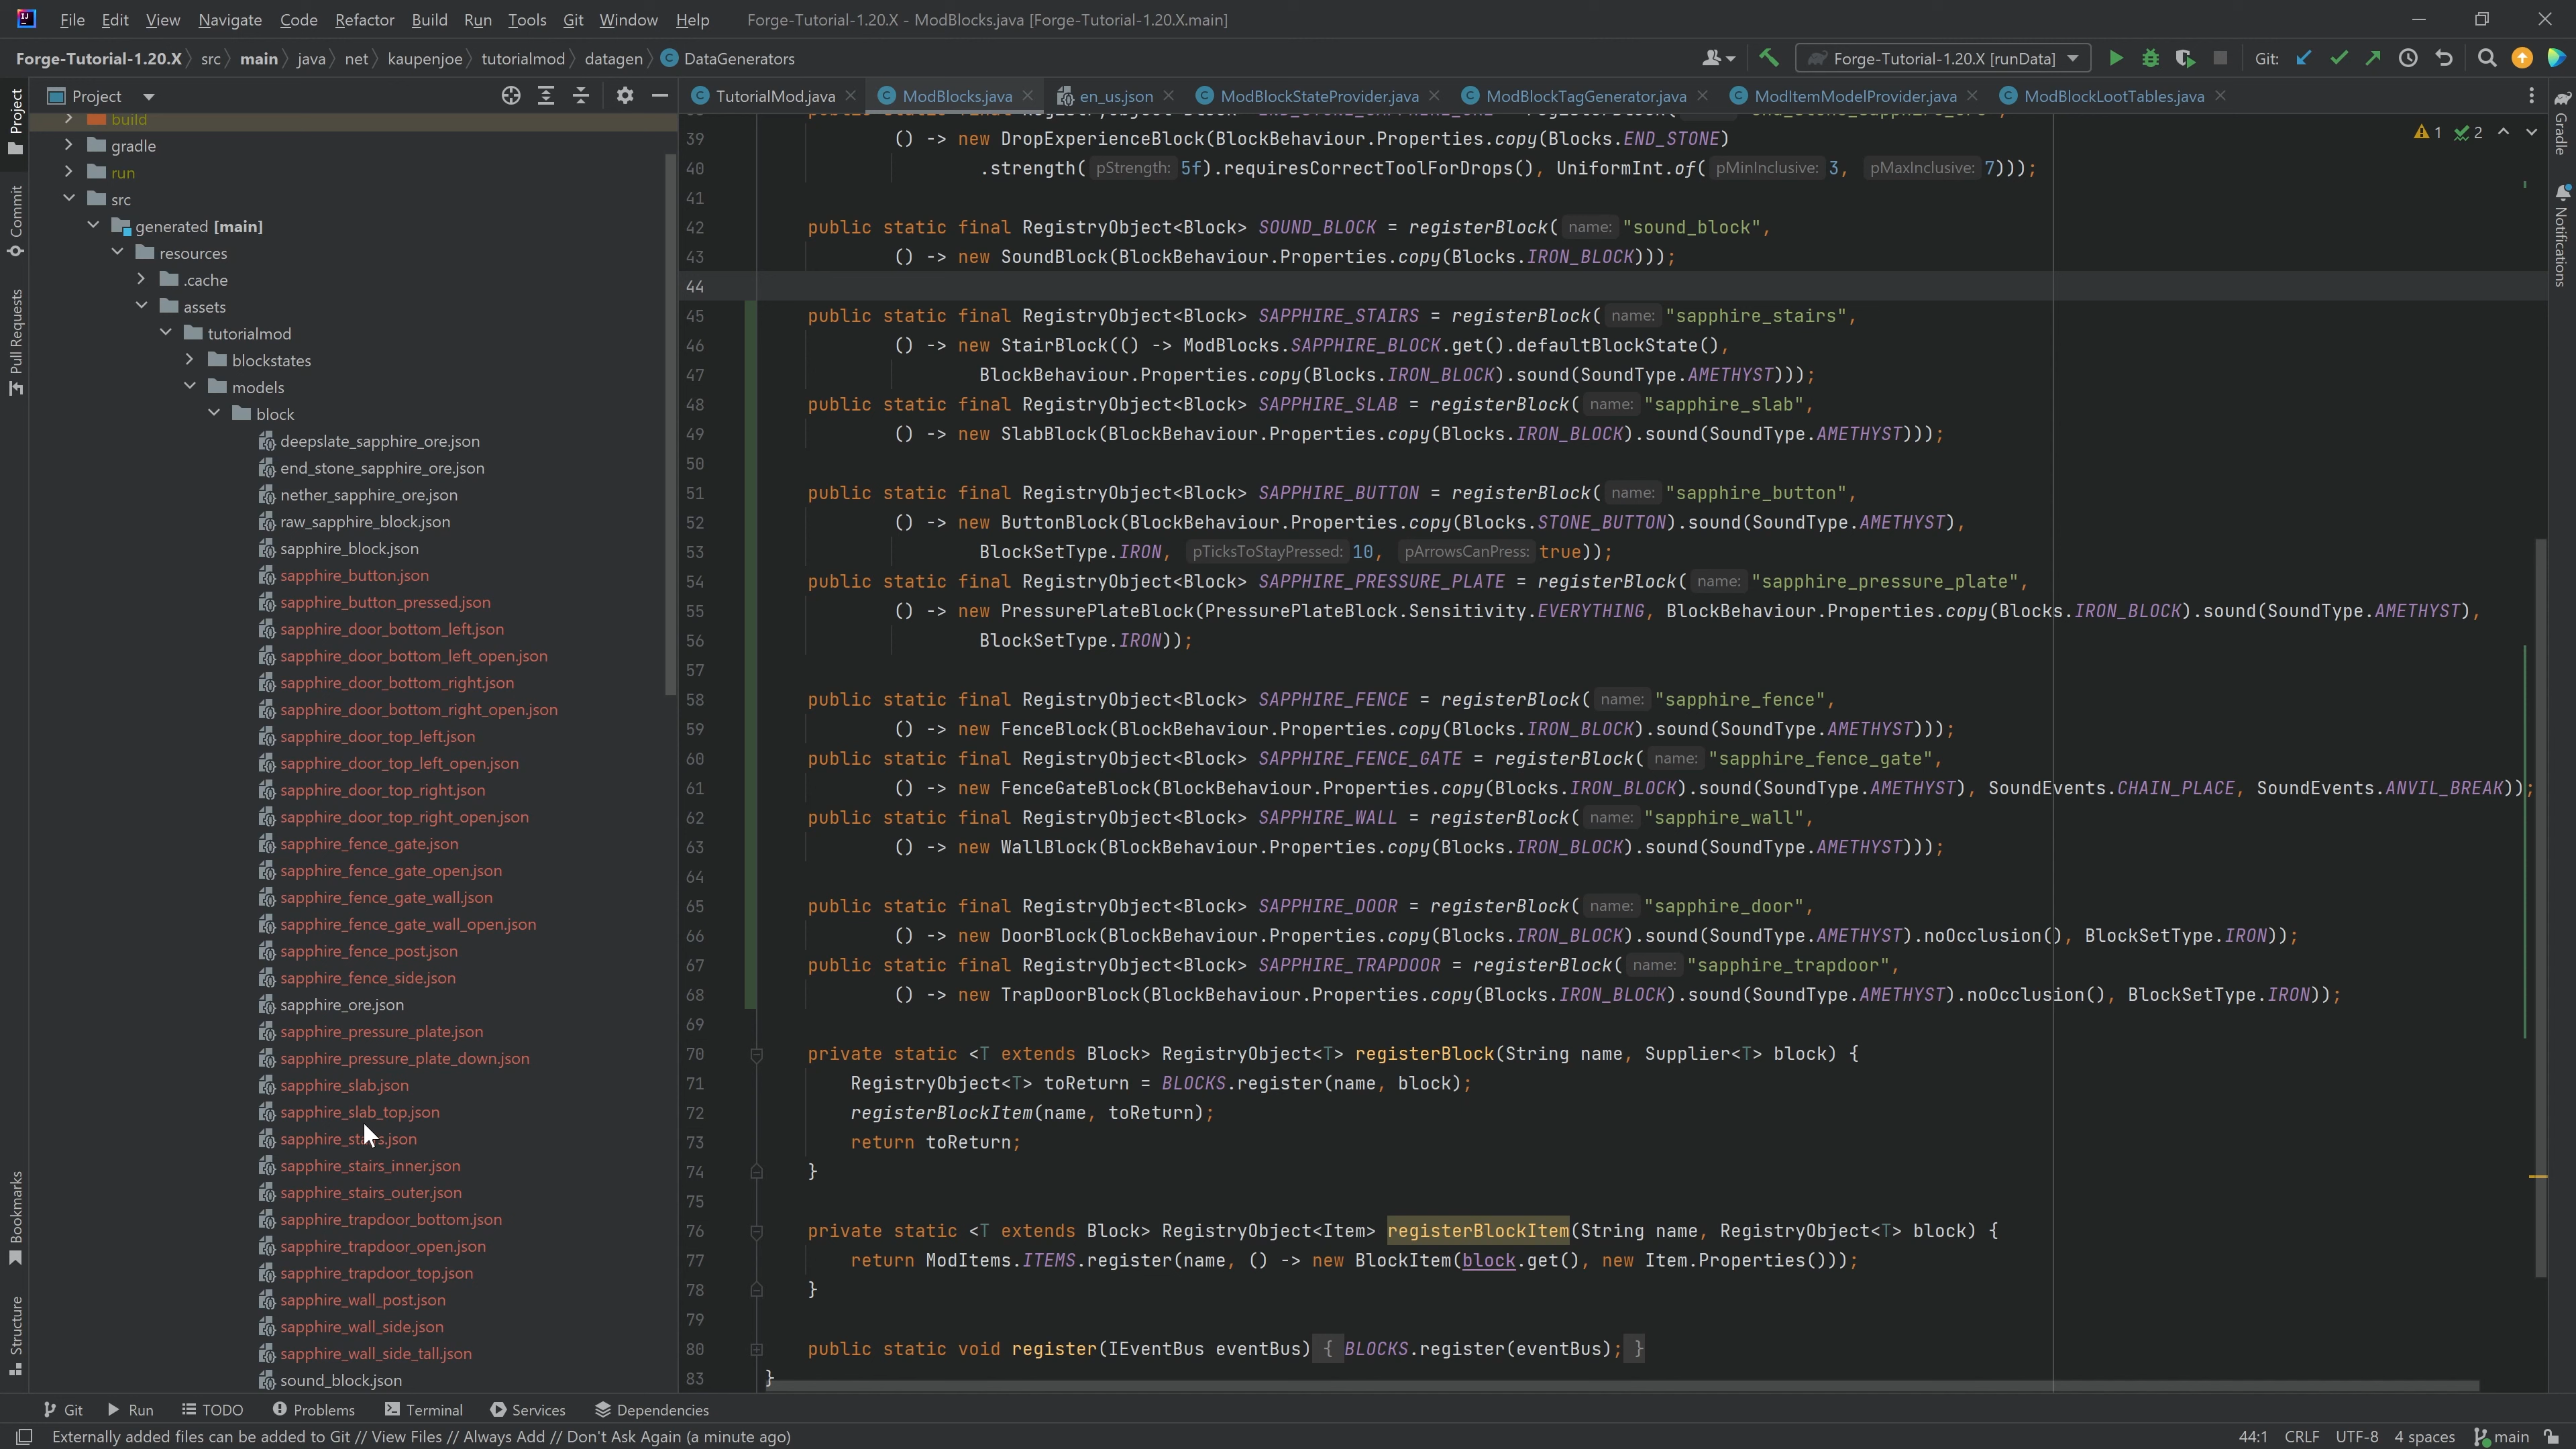 File Edit View Navigate Code Refactor Build Run Tools Git Window Help Forge-Tutorial-1.20.X - ModBlocks.java [Forge-Tutorial-1.20.X.main]
Forge-Tutorial-1.20.X src main java net kaupenjoe tutorialmod datagen DataGenerators Forge-Tutorial-1.20.X [runData] Git:
Project
TutorialMod.java ModBlocks.java en_us.json ModBlockStateProvider.java ModBlockTagGenerator.java ModItemModelProvider.java ModBlockLootTables.java
Project
Commit
Pull Requests
Bookmarks
Structure
build
gradle
run
src
generated [main]
resources
.cache
assets
tutorialmod
blockstates
models
block
deepslate_sapphire_ore.json
end_stone_sapphire_ore.json
nether_sapphire_ore.json
raw_sapphire_block.json
sapphire_block.json
sapphire_button.json
sapphire_button_pressed.json
sapphire_door_bottom_left.json
sapphire_door_bottom_left_open.json
sapphire_door_bottom_right.json
sapphire_door_bottom_right_open.json
sapphire_door_top_left.json
sapphire_door_top_left_open.json
sapphire_door_top_right.json
sapphire_door_top_right_open.json
sapphire_fence_gate.json
sapphire_fence_gate_open.json
sapphire_fence_gate_wall.json
sapphire_fence_gate_wall_open.json
sapphire_fence_post.json
sapphire_fence_side.json
sapphire_ore.json
sapphire_pressure_plate.json
sapphire_pressure_plate_down.json
sapphire_slab.json
sapphire_slab_top.json
sapphire_stairs.json
sapphire_stairs_inner.json
sapphire_stairs_outer.json
sapphire_trapdoor_bottom.json
sapphire_trapdoor_open.json
sapphire_trapdoor_top.json
sapphire_wall_post.json
sapphire_wall_side.json
sapphire_wall_side_tall.json
sound_block.json
1 2
39 () -> new DropExperienceBlock(BlockBehaviour.Properties.copy(Blocks.END_STONE)
40 .strength( pStrength: 5f).requiresCorrectToolForDrops(), UniformInt.of( pMinInclusive: 3, pMaxInclusive: 7)));
41
42 public static final RegistryObject<Block> SOUND_BLOCK = registerBlock( name: "sound_block",
43 () -> new SoundBlock(BlockBehaviour.Properties.copy(Blocks.IRON_BLOCK)));
44
45 public static final RegistryObject<Block> SAPPHIRE_STAIRS = registerBlock( name: "sapphire_stairs",
46 () -> new StairBlock(() -> ModBlocks.SAPPHIRE_BLOCK.get().defaultBlockState(),
47 BlockBehaviour.Properties.copy(Blocks.IRON_BLOCK).sound(SoundType.AMETHYST)));
48 public static final RegistryObject<Block> SAPPHIRE_SLAB = registerBlock( name: "sapphire_slab",
49 () -> new SlabBlock(BlockBehaviour.Properties.copy(Blocks.IRON_BLOCK).sound(SoundType.AMETHYST)));
50
51 public static final RegistryObject<Block> SAPPHIRE_BUTTON = registerBlock( name: "sapphire_button",
52 () -> new ButtonBlock(BlockBehaviour.Properties.copy(Blocks.STONE_BUTTON).sound(SoundType.AMETHYST),
53 BlockSetType.IRON, pTicksToStayPressed: 10, pArrowsCanPress: true));
54 public static final RegistryObject<Block> SAPPHIRE_PRESSURE_PLATE = registerBlock( name: "sapphire_pressure_plate",
55 () -> new PressurePlateBlock(PressurePlateBlock.Sensitivity.EVERYTHING, BlockBehaviour.Properties.copy(Blocks.IRON_BLOCK).sound(SoundType.AMETHYST),
56 BlockSetType.IRON));
57
58 public static final RegistryObject<Block> SAPPHIRE_FENCE = registerBlock( name: "sapphire_fence",
59 () -> new FenceBlock(BlockBehaviour.Properties.copy(Blocks.IRON_BLOCK).sound(SoundType.AMETHYST)));
60 public static final RegistryObject<Block> SAPPHIRE_FENCE_GATE = registerBlock( name: "sapphire_fence_gate",
61 () -> new FenceGateBlock(BlockBehaviour.Properties.copy(Blocks.IRON_BLOCK).sound(SoundType.AMETHYST), SoundEvents.CHAIN_PLACE, SoundEvents.ANVIL_BREAK));
62 public static final RegistryObject<Block> SAPPHIRE_WALL = registerBlock( name: "sapphire_wall",
63 () -> new WallBlock(BlockBehaviour.Properties.copy(Blocks.IRON_BLOCK).sound(SoundType.AMETHYST)));
64
65 public static final RegistryObject<Block> SAPPHIRE_DOOR = registerBlock( name: "sapphire_door",
66 () -> new DoorBlock(BlockBehaviour.Properties.copy(Blocks.IRON_BLOCK).sound(SoundType.AMETHYST).noOcclusion(), BlockSetType.IRON));
67 public static final RegistryObject<Block> SAPPHIRE_TRAPDOOR = registerBlock( name: "sapphire_trapdoor",
68 () -> new TrapDoorBlock(BlockBehaviour.Properties.copy(Blocks.IRON_BLOCK).sound(SoundType.AMETHYST).noOcclusion(), BlockSetType.IRON));
69
70 private static <T extends Block> RegistryObject<T> registerBlock(String name, Supplier<T> block) {
71 RegistryObject<T> toReturn = BLOCKS.register(name, block);
72 registerBlockItem(name, toReturn);
73 return toReturn;
74 }
75
76 private static <T extends Block> RegistryObject<Item> registerBlockItem(String name, RegistryObject<T> block) {
77 return ModItems.ITEMS.register(name, () -> new BlockItem(block.get(), new Item.Properties()));
78 }
79
80 public static void register(IEventBus eventBus) { BLOCKS.register(eventBus); }
83 }
Gradle
Notifications
Git Run TODO Problems Terminal Services Dependencies
Externally added files can be added to Git // View Files // Always Add // Don't Ask Again (a minute ago) 44:1 CRLF UTF-8 4 spaces main